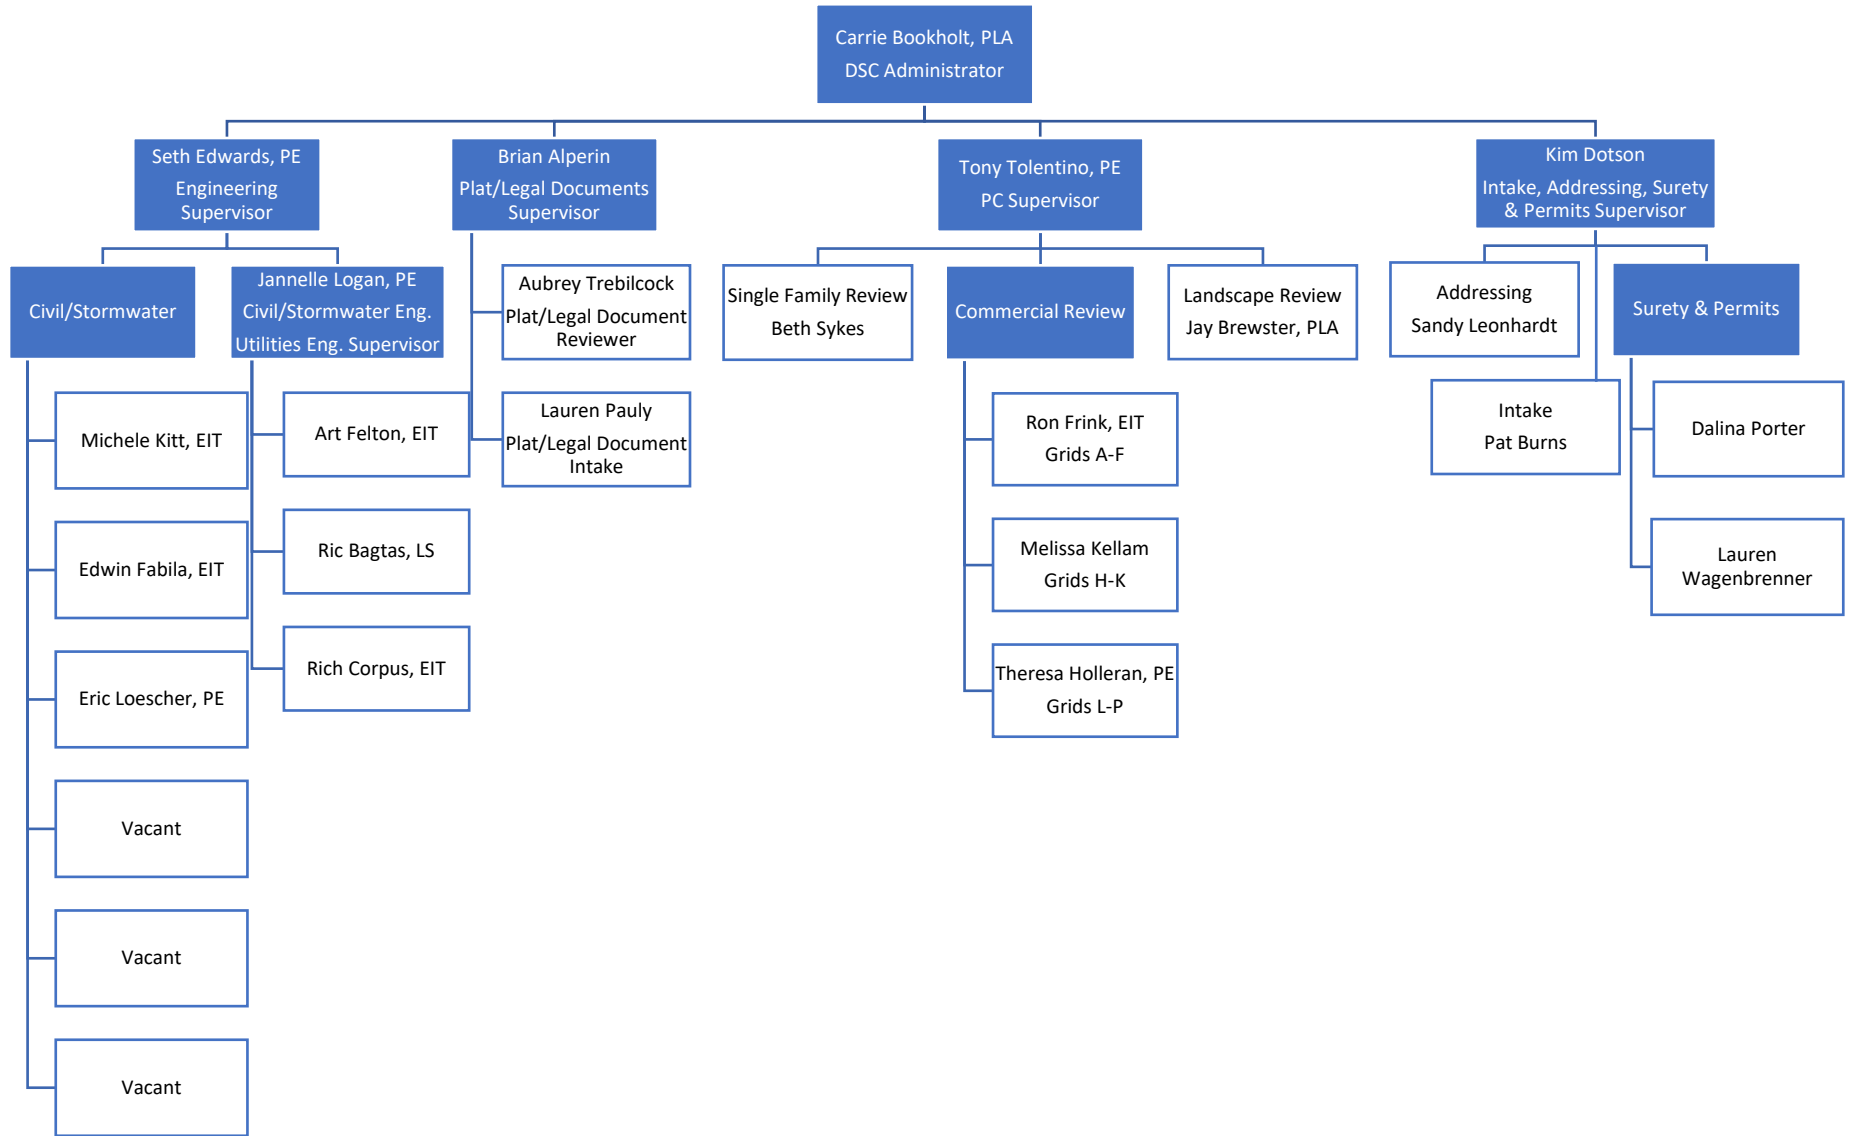 Carrie Bookholt, PLA
DSC Administrator
Seth Edwards, PE
Engineering
Supervisor
Brian Alperin
Plat/Legal Documents
Supervisor
Tony Tolentino, PE
PC Supervisor
Kim Dotson
Intake, Addressing, Surety
& Permits Supervisor
Civil/Stormwater
Jannelle Logan, PE
Civil/Stormwater Eng.
Utilities Eng. Supervisor
Aubrey Trebilcock
Plat/Legal Document
Reviewer
Single Family Review
Beth Sykes
Commercial Review
Landscape Review
Jay Brewster, PLA
Addressing
Sandy Leonhardt
Surety & Permits
Michele Kitt, EIT
Art Felton, EIT
Lauren Pauly
Plat/Legal Document
Intake
Ron Frink, EIT
Grids A-F
Intake
Pat Burns
Dalina Porter
Edwin Fabila, EIT
Ric Bagtas, LS
Melissa Kellam
Grids H-K
Lauren
Wagenbrenner
Eric Loescher, PE
Rich Corpus, EIT
Theresa Holleran, PE
Grids L-P
Vacant
Vacant
Vacant